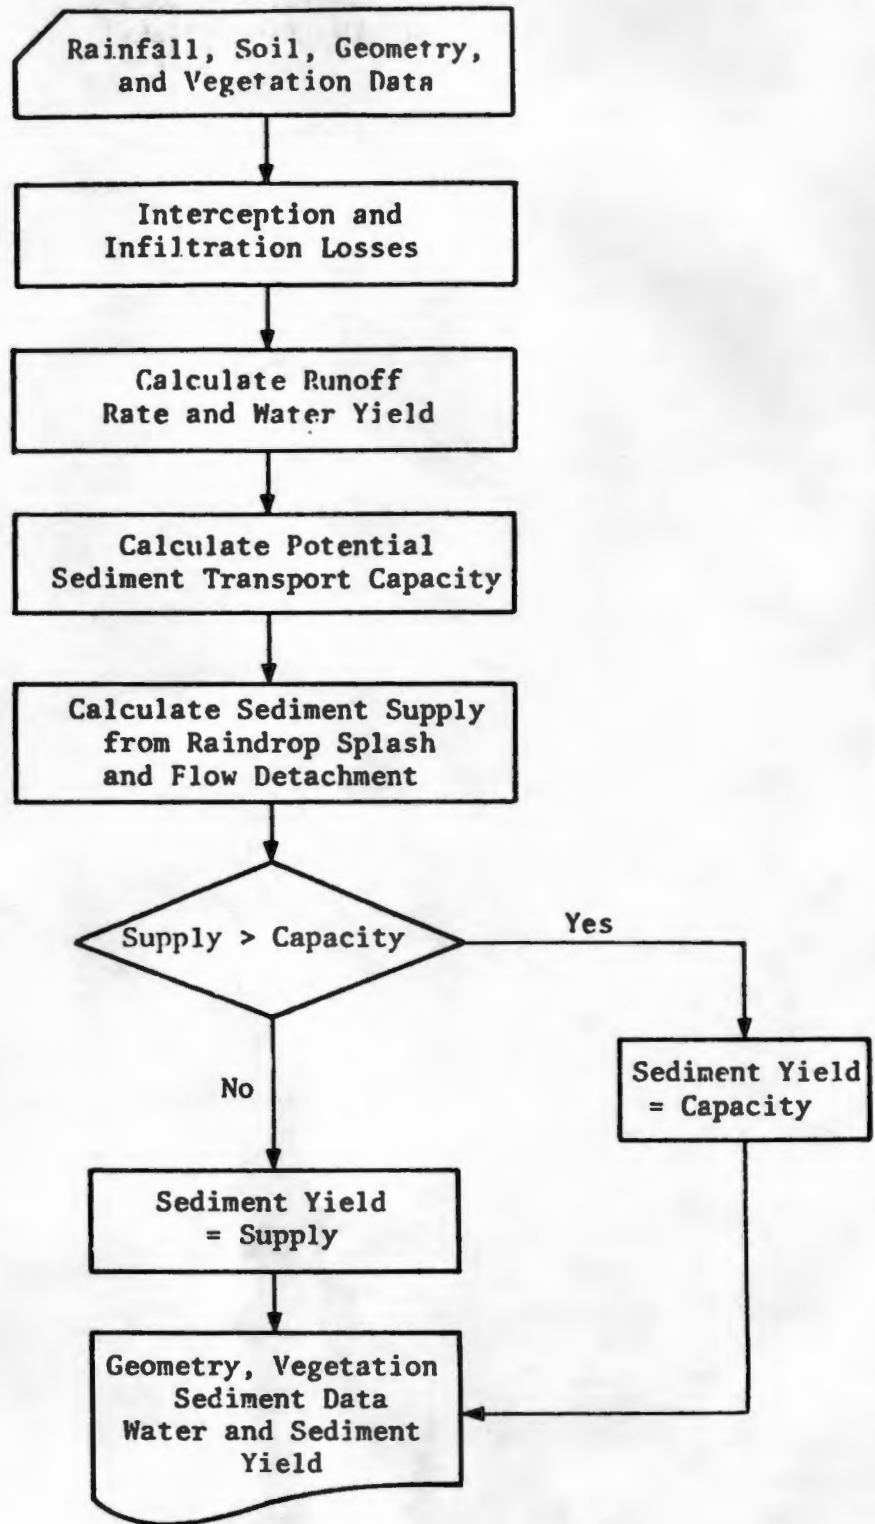 Rainfall, Soil, Geometry,
and Vegetation Data
Interception and
Infiltration Losses
Calculate Runoff
Rate and Water Yield
Calculate Potential
Sediment Transport Capacity
Calculate Sediment Supply
from Raindrop Splash
and Flow Detachment
Supply > Capacity
Yes
No
Sediment Yield
= Capacity
Sediment Yield
= Supply
Geometry, Vegetation
Sediment Data
Water and Sediment
Yield